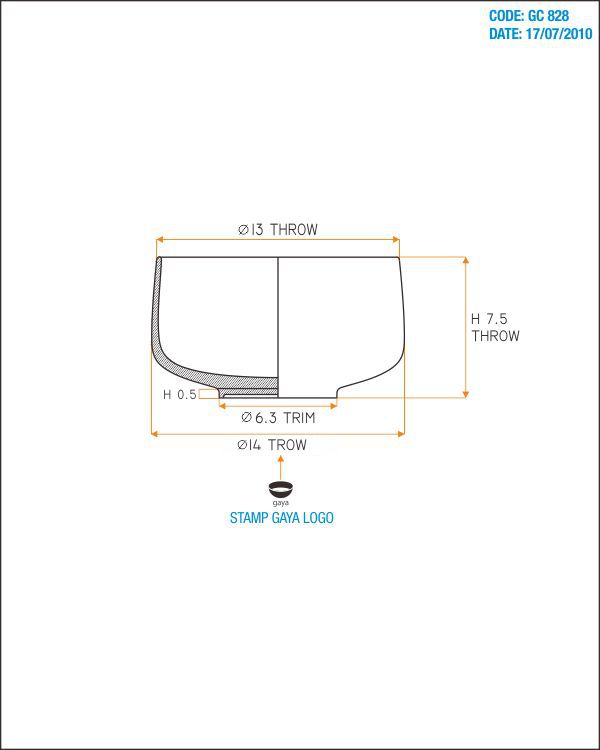 CODE: GC 828
DATE: 17/07/2010
Ø13 THROW
H 7.5
THROW
H 0.5
Ø6.3 TRIM
Ø14 TROW
gaya
STAMP GAYA LOGO